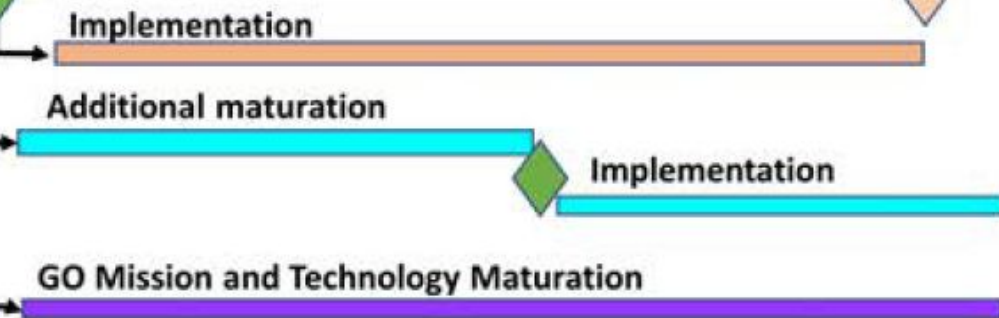 Implementation
Additional maturation
Implementation
GO Mission and Technology Maturation